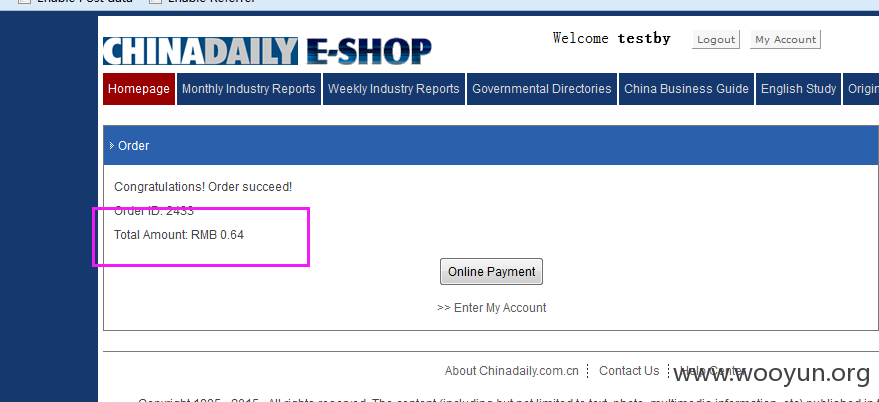 Enable Post data Enable Referrer
Welcome testby Logout My Account
CHINADAILY E-SHOP
Homepage Monthly Industry Reports Weekly Industry Reports Governmental Directories China Business Guide English Study Origin
Order
Congratulations! Order succeed!
Order ID: 2433
Total Amount: RMB 0.64
Online Payment
>> Enter My Account
About Chinadaily.com.cn Contact Us Help Center
www.wooyun.org
Copyright 1995 - 2015 . All rights reserved. The content (including but not limited to text, photo, multimedia information, etc) published in